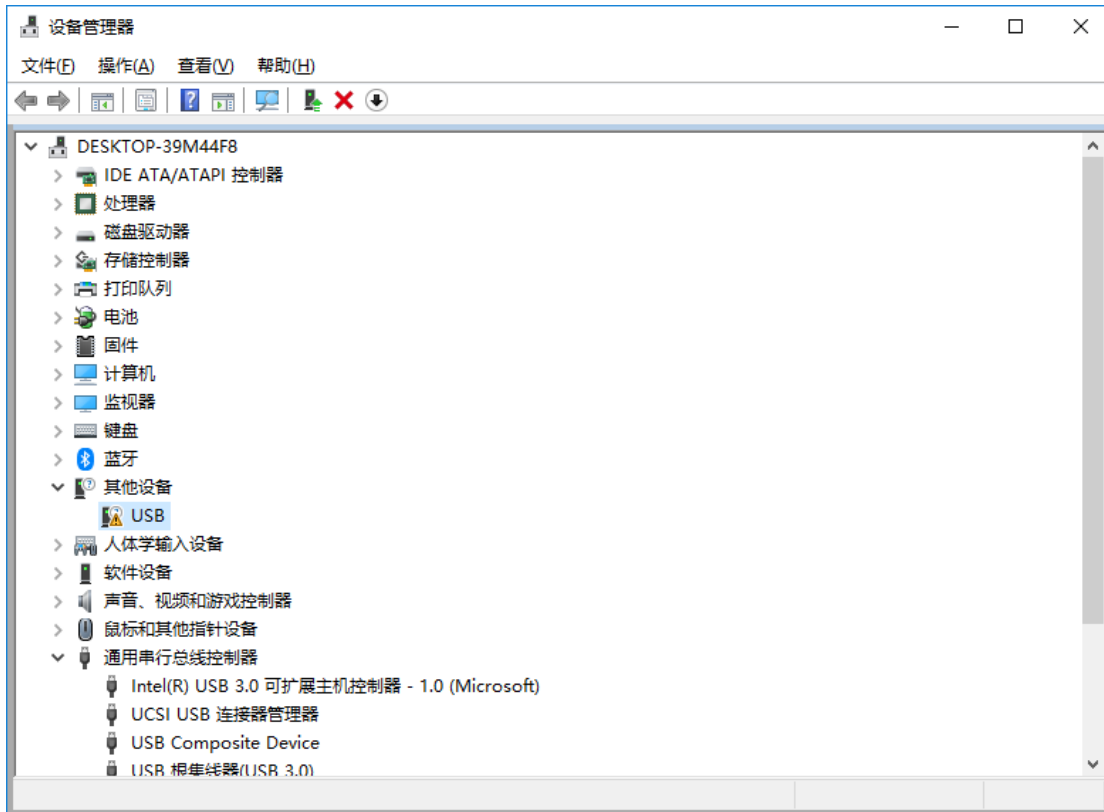 设备管理器
文件(F) 操作(A) 查看(V) 帮助(H)
DESKTOP-39M44F8
IDE ATA/ATAPI 控制器
处理器
磁盘驱动器
存储控制器
打印队列
电池
固件
计算机
监视器
键盘
蓝牙
其他设备
USB
人体学输入设备
软件设备
声音、视频和游戏控制器
鼠标和其他指针设备
通用串行总线控制器
Intel(R) USB 3.0 可扩展主机控制器 - 1.0 (Microsoft)
UCSI USB 连接器管理器
USB Composite Device
USB 根集线器(USB 3.0)